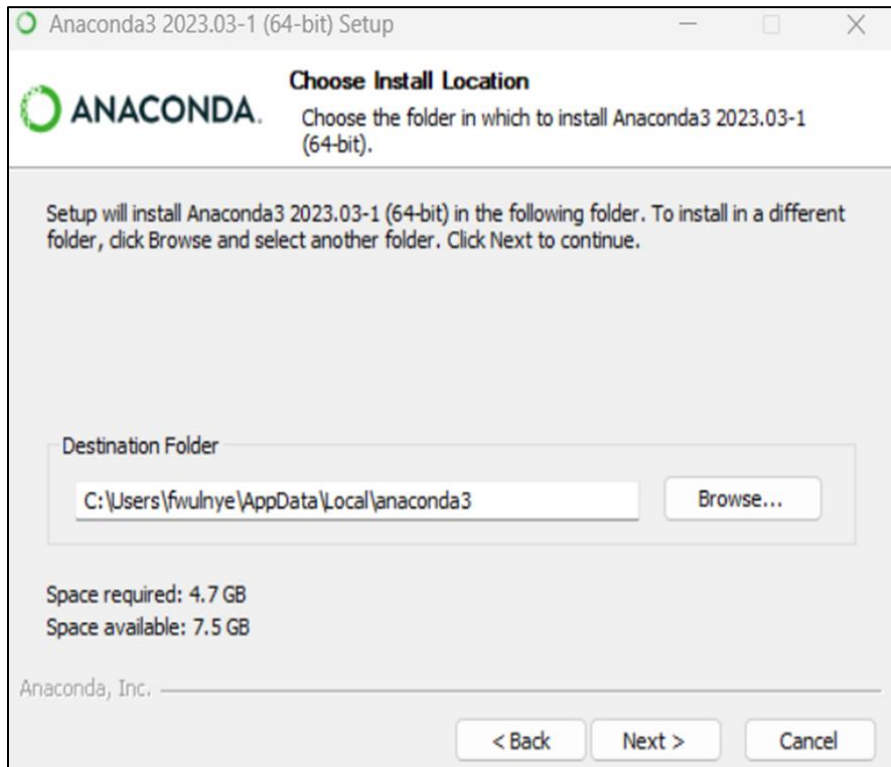 Anaconda3 2023.03-1 (64-bit) Setup
ANACONDA.
Choose Install Location
Choose the folder in which to install Anaconda3 2023.03-1
(64-bit).
Setup will install Anaconda3 2023.03-1 (64-bit) in the following folder. To install in a different
folder, click Browse and select another folder. Click Next to continue.
Destination Folder
C:\Users\fwulnye\AppData\Local\anaconda3
Browse...
Space required: 4.7 GB
Space available: 7.5 GB
Anaconda, Inc.
< Back
Next >
Cancel